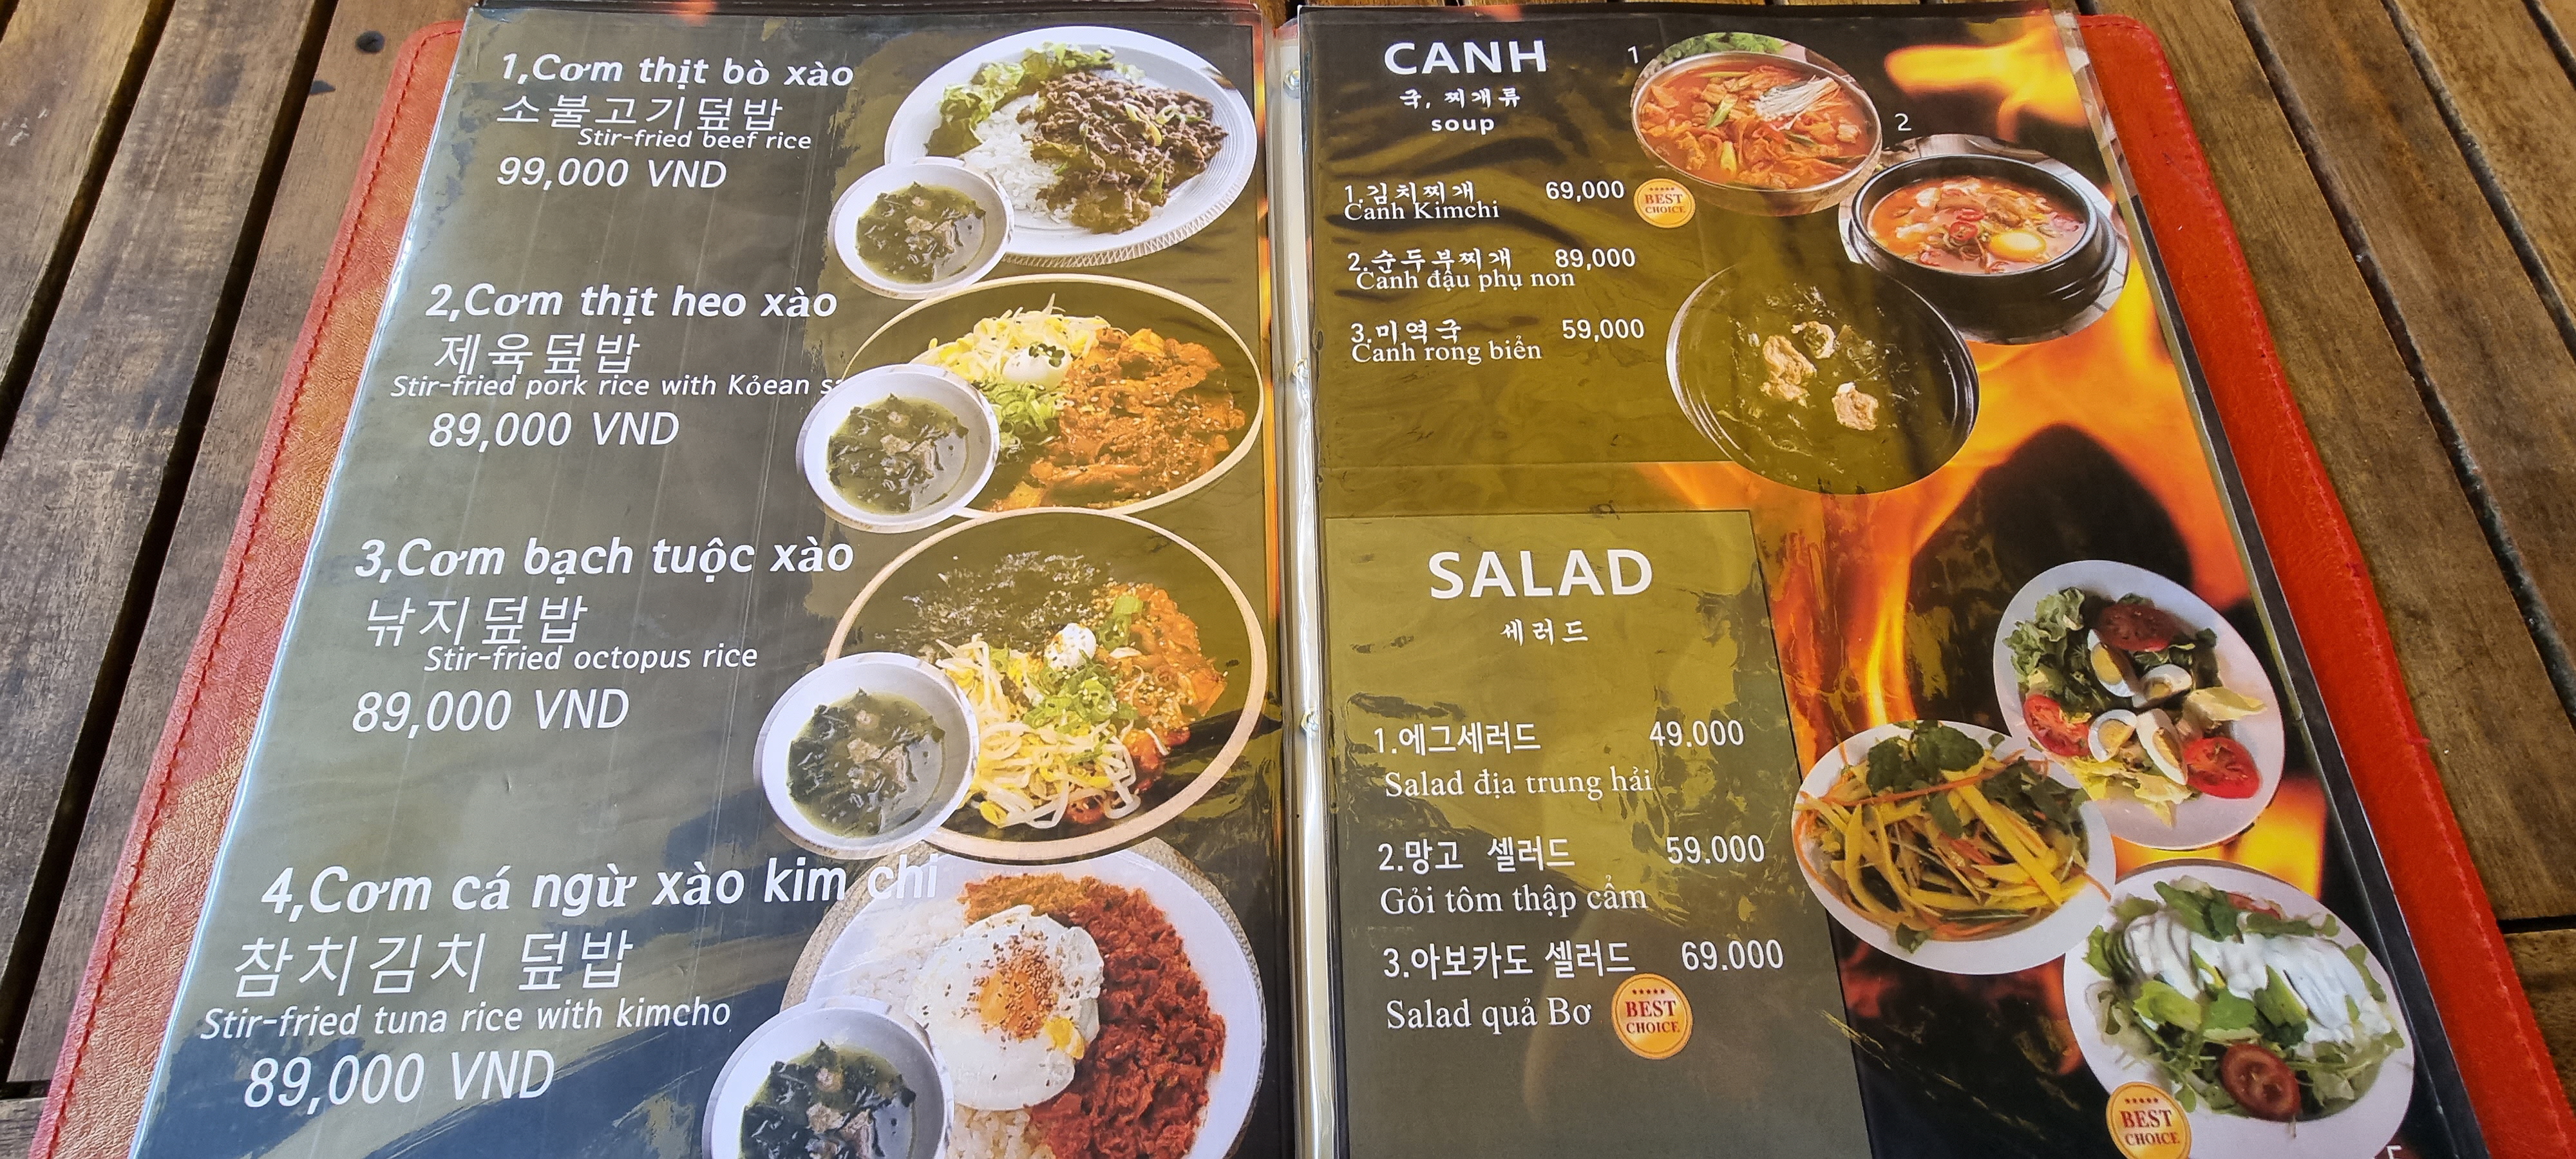 1,Cơm thịt bò xào
소불고기덮밥
Stir-fried beef rice
99,000 VND
2,Cơm thịt heo xào
제육덮밥
Stir-fried pork rice with Kỏean
89,000 VND
3,Cơm bạch tuộc xào
낚지덮밥
Stir-fried octopus rice
89,000 VND
4,Cơm cá ngừ xào kim chi
참치김치 덮밥
Stir-fried tuna rice with kimcho
89,000 VND
CANH
국, 찌개류
soup
1
2
1.김치찌개 69,000
Canh Kimchi
BEST CHOICE
2.순두부찌개 89,000
Canh đậu phụ non
3.미역국 59,000
Canh rong biển
SALAD
세러드
1.에그세러드 49.000
Salad địa trung hải
2.망고 셀러드 59.000
Gỏi tôm thập cẩm
3.아보카도 셀러드 69.000
Salad quả Bơ
BEST CHOICE
BEST CHOICE